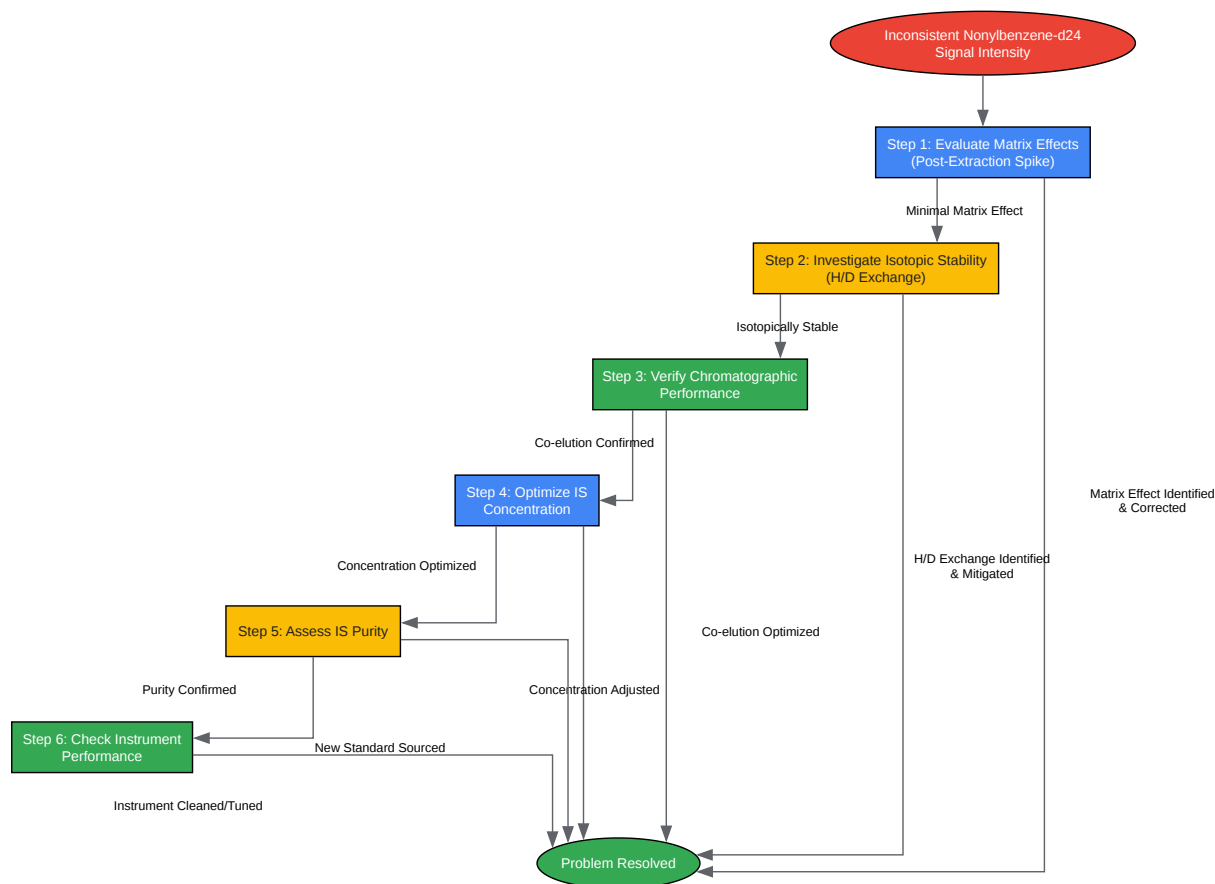 Inconsistent Nonylbenzene-d24
Signal Intensity
Step 1: Evaluate Matrix Effects
(Post-Extraction Spike)
Minimal Matrix Effect
Step 2: Investigate Isotopic Stability
(H/D Exchange)
Isotopically Stable
Step 3: Verify Chromatographic
Performance
Co-elution Confirmed
Step 4: Optimize IS
Concentration
Matrix Effect Identified
& Corrected
Concentration Optimized
H/D Exchange Identified
& Mitigated
Step 5: Assess IS Purity
Co-elution Optimized
Purity Confirmed
Concentration Adjusted
Step 6: Check Instrument
Performance
New Standard Sourced
Instrument Cleaned/Tuned
Problem Resolved